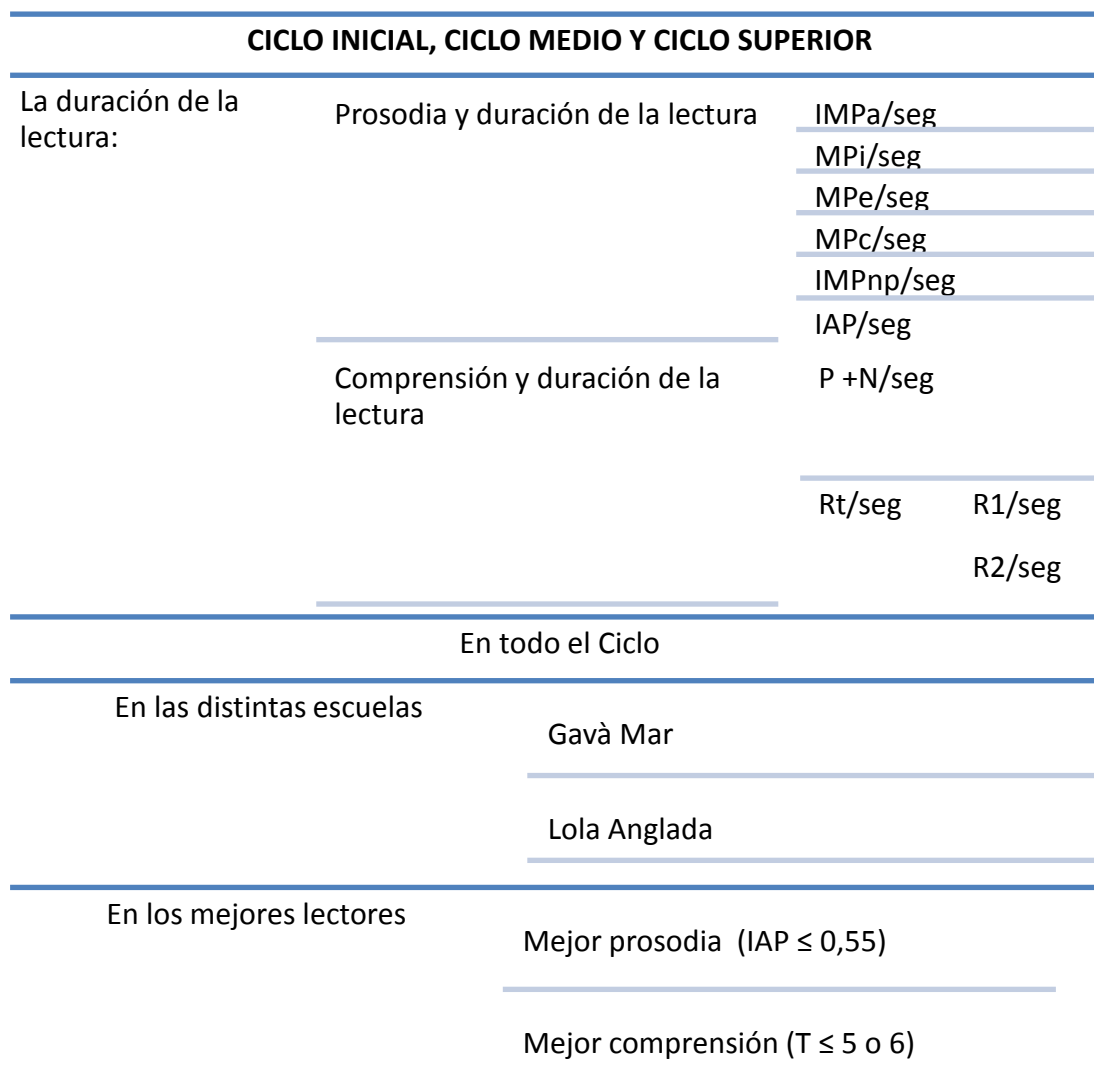 CICLO INICIAL, CICLO MEDIO Y CICLO SUPERIOR
La duración de la
lectura:
Prosodia y duración de la lectura
IMPa/seg
MPi/seg
MPe/seg
MPc/seg
IMPnp/seg
IAP/seg
Comprensión y duración de la
lectura
P +N/seg
Rt/seg R1/seg
R2/seg
En todo el Ciclo
En las distintas escuelas
Gavà Mar
Lola Anglada
En los mejores lectores
Mejor prosodia (IAP ≤ 0,55)
Mejor comprensión (T ≤ 5 o 6)